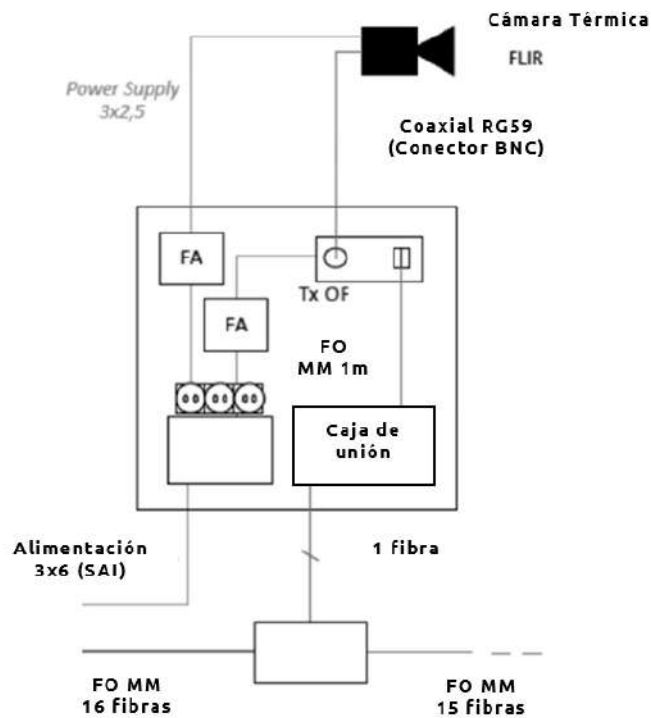 Cámara Térmica
FLIR
Power Supply
3x2,5
Coaxial RG59
(Conector BNC)
FA
Tx OF
FA
FO
MM 1m
Caja de
unión
Alimentación
3x6 (SAI)
1 fibra
FO MM
16 fibras
FO MM
15 fibras